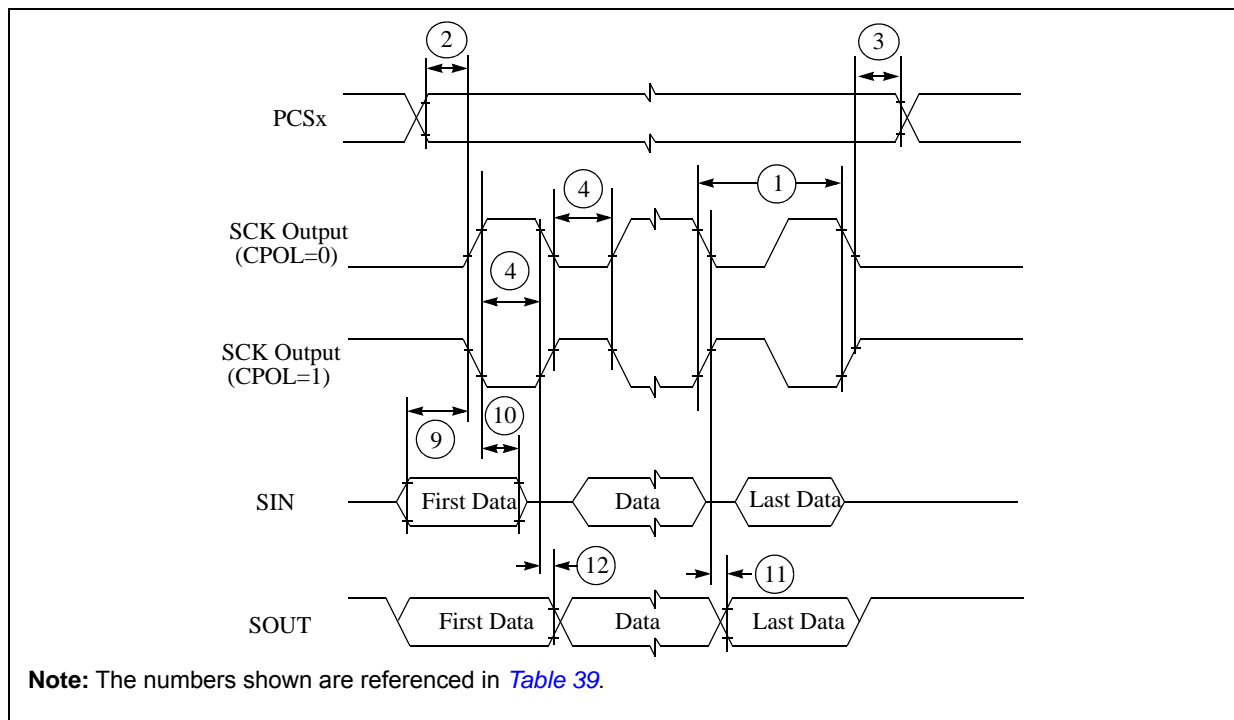 2
3
PCSx
4
1
SCK Output
(CPOL=0)
4
SCK Output
(CPOL=1)
10
9
SIN
First Data
Data
Last Data
12
11
SOUT
First Data
Data
Last Data
Note: The numbers shown are referenced in Table 39.